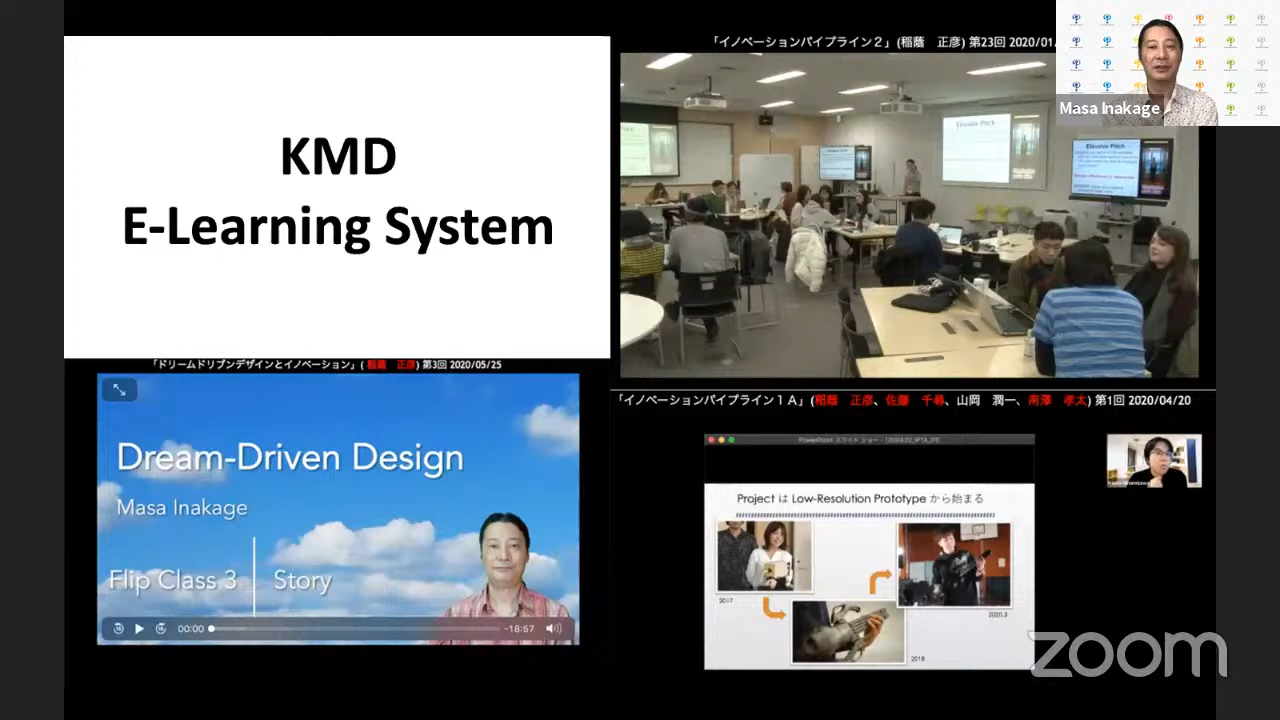 KMD
E-Learning System
「イノベーションパイプライン2」(稲蔭 正彦) 第23回 2020/01
Masa Inakage
Elevator Pitch
Elevator Pitch
「ドリームドリブンデザインとイノベーション」( 稲蔭 正彦) 第3回 2020/05/25
Dream-Driven Design
Masa Inakage
Flip Class 3
Story
00:00
-18:57
「イノベーションパイプライン1A」(稲蔭 正彦、佐藤 千尋、山岡 潤一、南澤 孝太) 第1回 2020/04/20
Project は Low-Resolution Prototype から始まる
2017
2018
2020.3
zoom